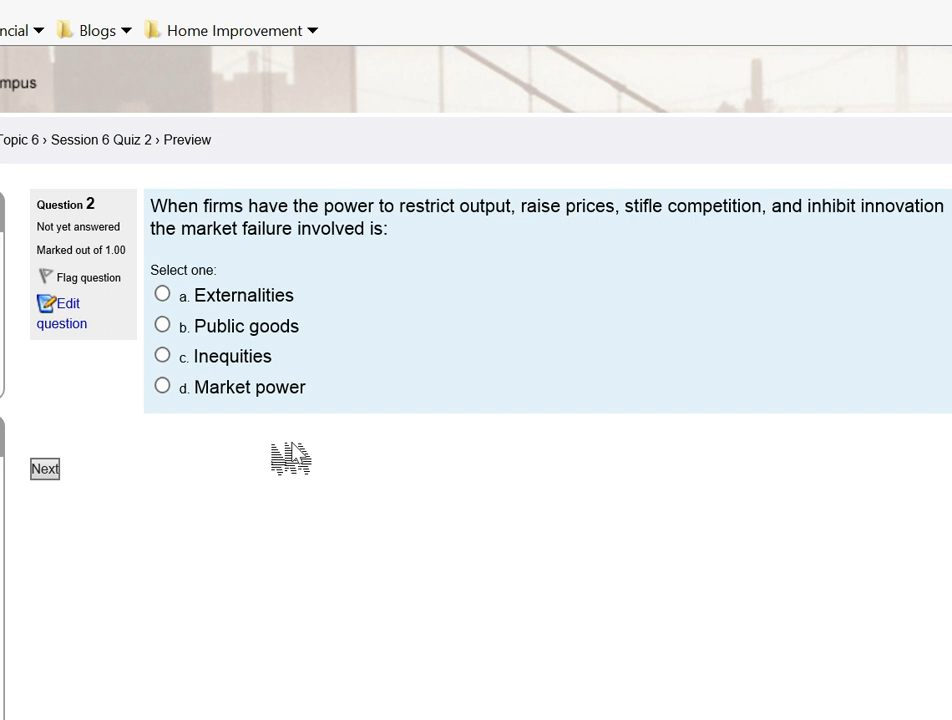 ncial Blogs Home Improvement
mpus
Topic 6 › Session 6 Quiz 2 › Preview
Question 2
Not yet answered
Marked out of 1.00
Flag question
Edit
question
When firms have the power to restrict output, raise prices, stifle competition, and inhibit innovation
the market failure involved is:
Select one:
a. Externalities
b. Public goods
c. Inequities
d. Market power
Next